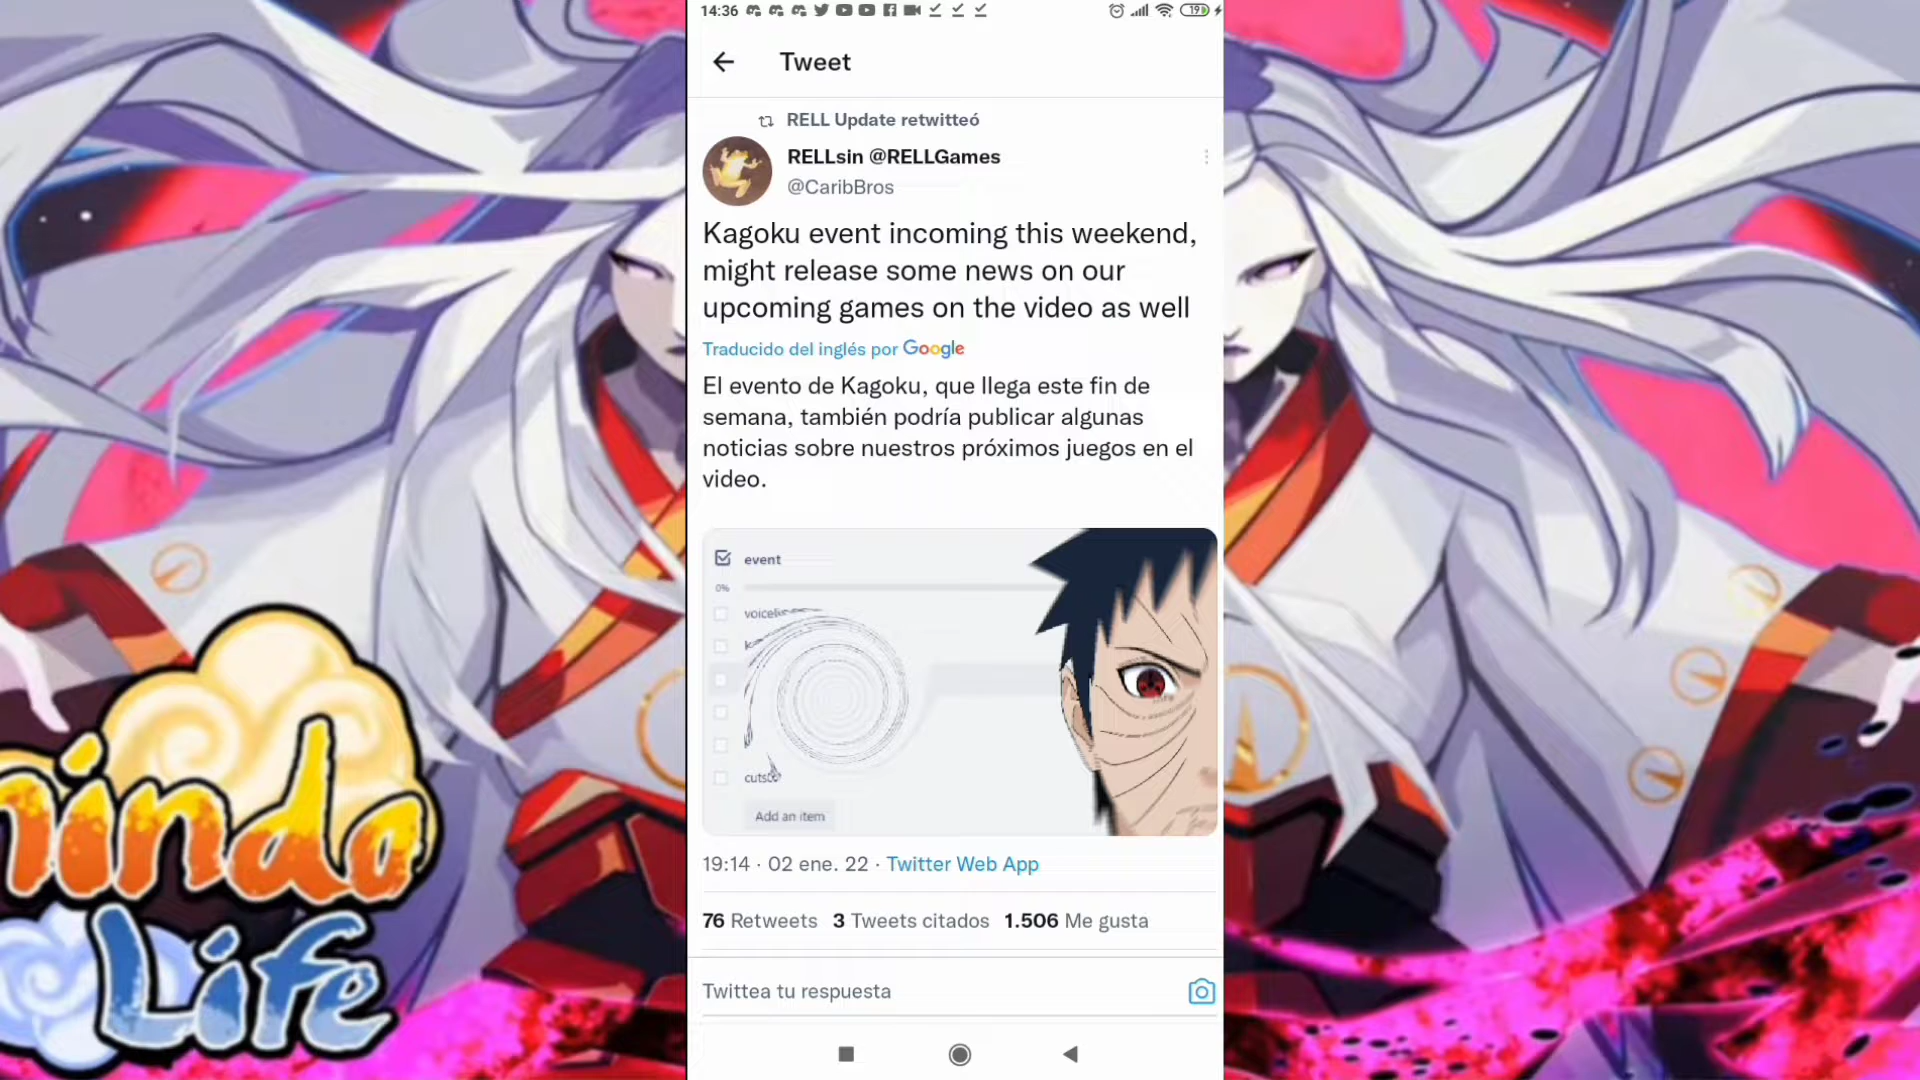 14:36
19
Tweet
RELL Update retwitteó
RELLsin @RELLGames
@CaribBros
Kagoku event incoming this weekend,
might release some news on our
upcoming games on the video as well
Traducido del inglés por Google
El evento de Kagoku, que llega este fin de
semana, también podría publicar algunas
noticias sobre nuestros próximos juegos en el
video.
event
0%
Add an item
19:14 · 02 ene. 22 · Twitter Web App
76 Retweets 3 Tweets citados 1.506 Me gusta
Twittea tu respuesta
indo
Life